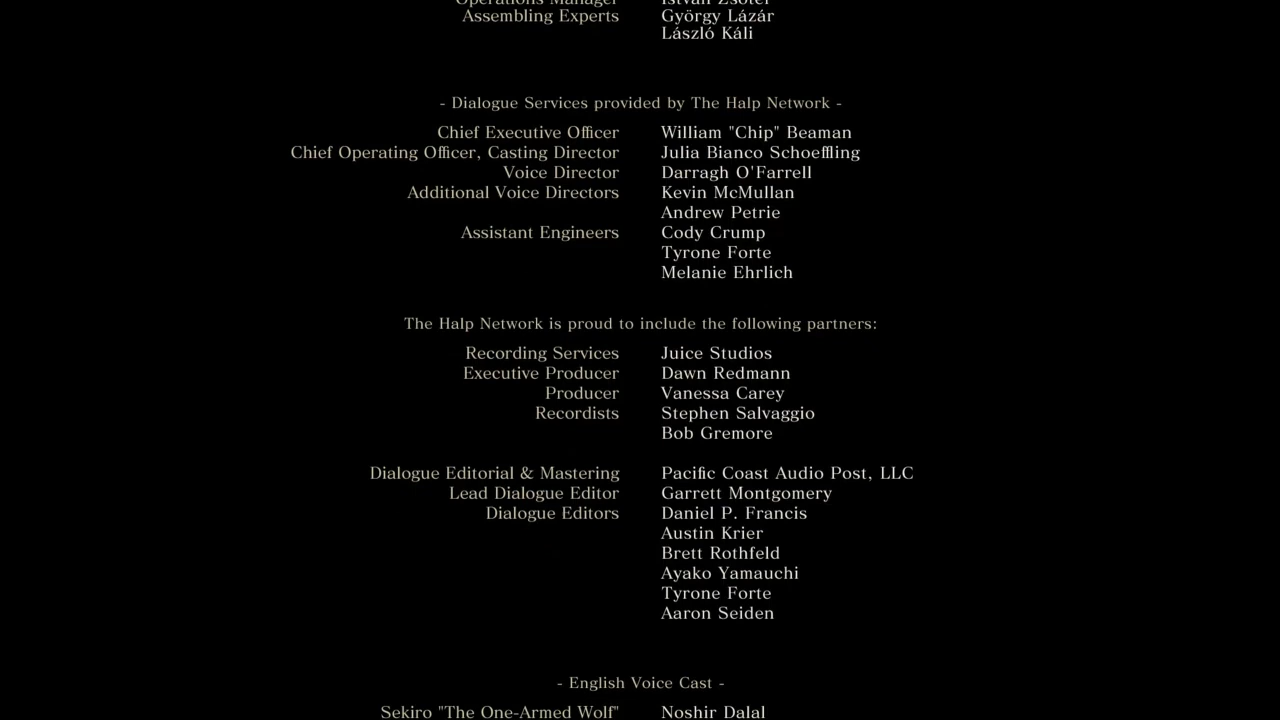 Operations Manager István Zsótér
Assembling Experts György Lázár
László Káli
- Dialogue Services provided by The Halp Network -
Chief Executive Officer William "Chip" Beaman
Chief Operating Officer, Casting Director Julia Bianco Schoeffling
Voice Director Darragh O'Farrell
Additional Voice Directors Kevin McMullan
Andrew Petrie
Assistant Engineers Cody Crump
Tyrone Forte
Melanie Ehrlich
The Halp Network is proud to include the following partners:
Recording Services Juice Studios
Executive Producer Dawn Redmann
Producer Vanessa Carey
Recordists Stephen Salvaggio
Bob Gremore
Dialogue Editorial & Mastering Pacific Coast Audio Post, LLC
Lead Dialogue Editor Garrett Montgomery
Dialogue Editors Daniel P. Francis
Austin Krier
Brett Rothfeld
Ayako Yamauchi
Tyrone Forte
Aaron Seiden
- English Voice Cast -
Sekiro "The One-Armed Wolf" Noshir Dalal